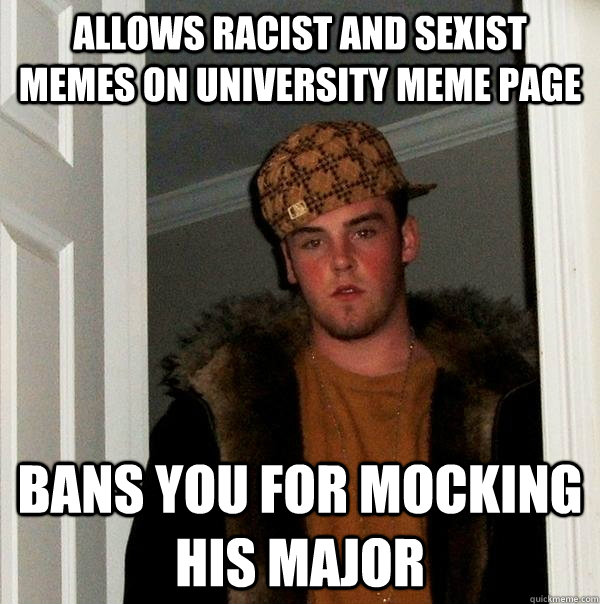 ALLOWS RACIST AND SEXIST
MEMES ON UNIVERSITY MEME PAGE
BANS YOU FOR MOCKING
HIS MAJOR
quickmeme.com